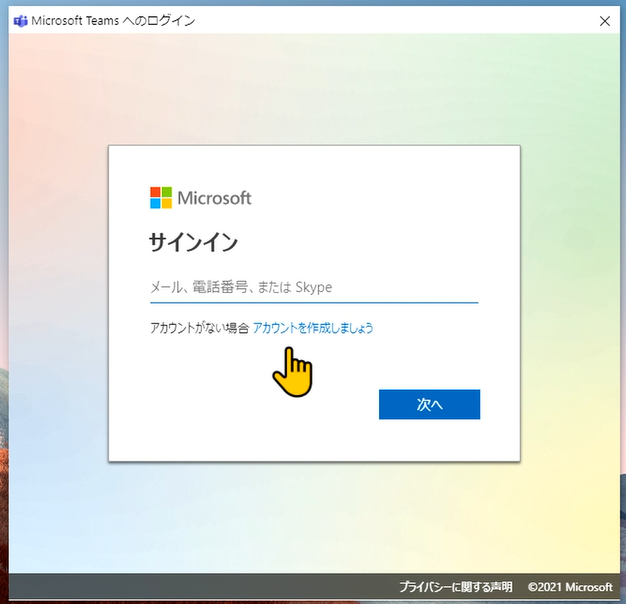 Microsoft Teams へのログイン
Microsoft
サインイン
メール、電話番号、または Skype
アカウントがない場合 アカウントを作成しましょう
次へ
プライバシーに関する声明 ©2021 Microsoft